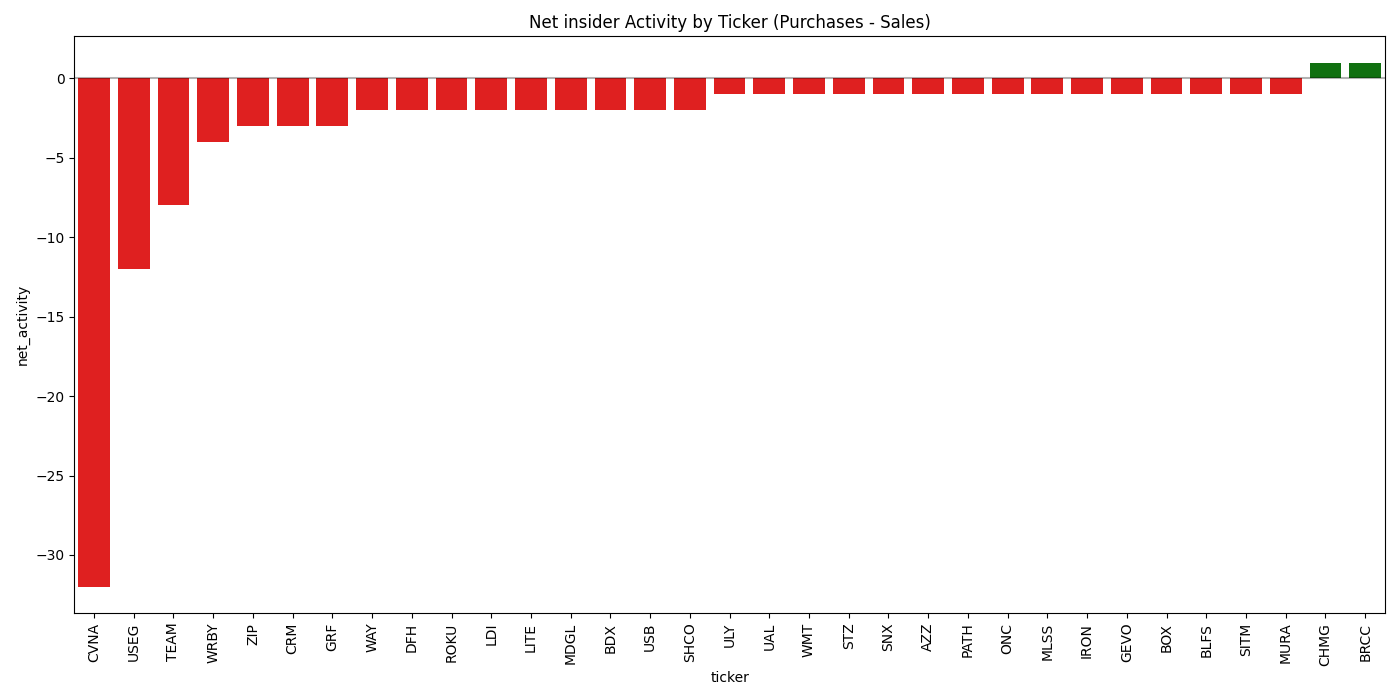 Net insider Activity by Ticker (Purchases - Sales)
net_activity
0
−5
−10
−15
−20
−25
−30
CVNA
USEG
TEAM
WRBY
ZIP
CRM
GRF
WAY
DFH
ROKU
LDI
LITE
MDGL
BDX
USB
SHCO
ULY
UAL
WMT
STZ
SNX
AZZ
PATH
ONC
MLSS
IRON
GEVO
BOX
BLFS
SITM
MURA
CHMG
BRCC
ticker